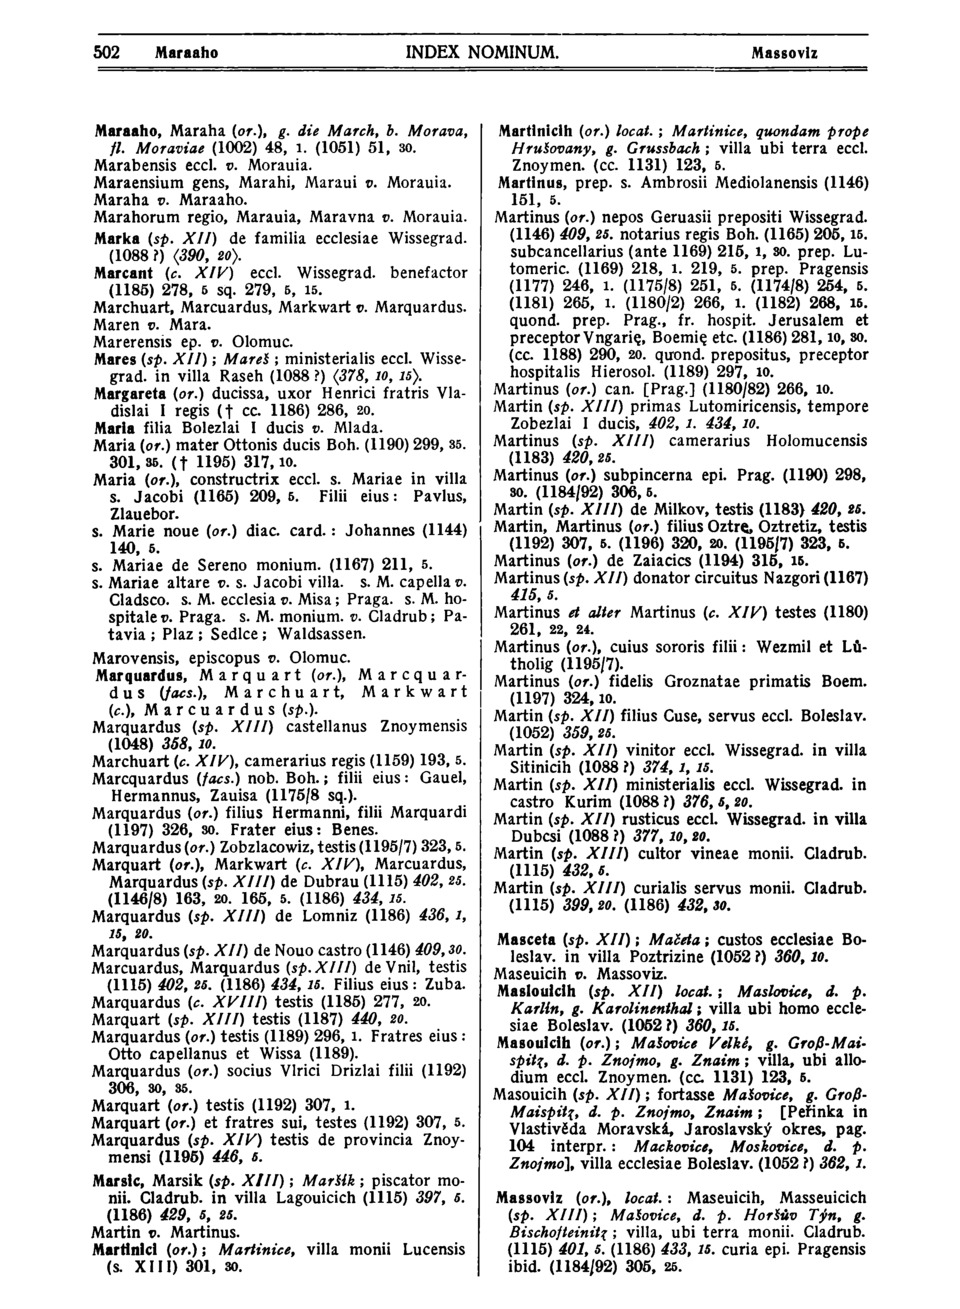 502 Maraaho INDEX NOMINUM. Massoviz
Maraaho, Maraha (or.), g. die March, b. Morava,
fl. Moraviae (1002) 48, 1. (1051) 51, 30.
Marabensis eccl. v. Morauia.
Maraensium gens, Marahi, Maraui v. Morauia.
Maraha v. Maraaho.
Marahorum regio, Marauia, Maravna v. Morauia.
Marka (sp. XII) de familia ecclesiae Wissegrad.
(1088 ?) ⟨390, 20⟩.
Marcant (c. XIV) eccl. Wissegrad. benefactor
(1185) 278, 5 sq. 279, 5, 15.
Marchuart, Marcuardus, Markwart v. Marquardus.
Maren v. Mara.
Marerensis ep. v. Olomuc.
Mares (sp. XII) ; Mareš ; ministerialis eccl. Wisse-
grad. in villa Raseh (1088 ?) ⟨378, 10, 15⟩.
Margareta (or.) ducissa, uxor Henrici fratris Vla-
dislai I regis († cc. 1186) 286, 20.
Maria filia Bolezlai I ducis v. Mlada.
Maria (or.) mater Ottonis ducis Boh. (1190) 299, 35.
301, 35. († 1195) 317, 10.
Maria (or.), constructrix eccl. s. Mariae in villa
s. Jacobi (1165) 209, 5. Filii eius : Pavlus,
Zlauebor.
s. Marie noue (or.) diac. card. : Johannes (1144)
140, 5.
s. Mariae de Sereno monium. (1167) 211, 5.
s. Mariae altare v. s. Jacobi villa. s. M. capella v.
Cladsco. s. M. ecclesia v. Misa ; Praga. s. M. ho-
spitale v. Praga. s. M. monium. v. Cladrub ; Pa-
tavia ; Plaz ; Sedlce ; Waldsassen.
Marovensis, episcopus v. Olomuc.
Marquardus, Marquart (or.), Marcquar-
dus (facs.), Marchuart, Markwart
(c.), Marcuardus (sp.).
Marquardus (sp. XIII) castellanus Znoymensis
(1048) 358, 10.
Marchuart (c. XIV), camerarius regis (1159) 193, 5.
Marcquardus (facs.) nob. Boh. ; filii eius : Gauel,
Hermannus, Zauisa (1175/8 sq.).
Marquardus (or.) filius Hermanni, filii Marquardi
(1197) 326, 30. Frater eius : Benes.
Marquardus (or.) Zobzlacowiz, testis (1195/7) 323, 5.
Marquart (or.), Markwart (c. XIV), Marcuardus,
Marquardus (sp. XIII) de Dubrau (1115) 402, 25.
(1146/8) 163, 20. 165, 5. (1186) 434, 15.
Marquardus (sp. XIII) de Lomniz (1186) 436, 1,
15, 20.
Marquardus (sp. XII) de Nouo castro (1146) 409, 30.
Marcuardus, Marquardus (sp. XIII) de Vnil, testis
(1115) 402, 25. (1186) 434, 15. Filius eius : Zuba.
Marquardus (c. XVIII) testis (1185) 277, 20.
Marquart (sp. XIII) testis (1187) 440, 20.
Marquardus (or.) testis (1189) 296, 1. Fratres eius :
Otto capellanus et Wissa (1189).
Marquardus (or.) socius Vlrici Drizlai filii (1192)
306, 30, 35.
Marquart (or.) testis (1192) 307, 1.
Marquart (or.) et fratres sui, testes (1192) 307, 5.
Marquardus (sp. XIV) testis de provincia Znoy-
mensi (1195) 446, 5.
Marsic, Marsik (sp. XIII) ; Maršík ; piscator mo-
nii. Cladrub. in villa Lagouicich (1115) 397, 5.
(1186) 429, 5, 25.
Martin v. Martinus.
Martinici (or.) ; Martinice, villa monii Lucensis
(s. XIII) 301, 30.
Martinicih (or.) locat. ; Martinice, quondam prope
Hrušovany, g. Grussbach ; villa ubi terra eccl.
Znoymen. (cc. 1131) 123, 5.
Martinus, prep. s. Ambrosii Mediolanensis (1146)
151, 5.
Martinus (or.) nepos Geruasii prepositi Wissegrad.
(1146) 409, 25. notarius regis Boh. (1165) 205, 15.
subcancellarius (ante 1169) 215, 1, 30. prep. Lu-
tomeric. (1169) 218, 1. 219, 5. prep. Pragensis
(1177) 246, 1. (1175/8) 251, 5. (1174/8) 254, 5.
(1181) 265, 1. (1180/2) 266, 1. (1182) 268, 15.
quond. prep. Prag., fr. hospit. Jerusalem et
preceptor Vngarię, Boemię etc. (1186) 281, 10, 30.
(cc. 1188) 290, 20. quond. prepositus, preceptor
hospitalis Hierosol. (1189) 297, 10.
Martinus (or.) can. [Prag.] (1180/82) 266, 10.
Martin (sp. XIII) primas Lutomiricensis, tempore
Zobezlai I ducis, 402, 1. 434, 10.
Martinus (sp. XIII) camerarius Holomucensis
(1183) 420, 25.
Martinus (or.) subpincerna epi. Prag. (1190) 298,
30. (1184/92) 306, 5.
Martin (sp. XIII) de Milkov, testis (1183) 420, 25.
Martin, Martinus (or.) filius Oztrę, Oztretiz, testis
(1192) 307, 5. (1196) 320, 20. (1195/7) 323, 5.
Martinus (or.) de Zaiacics (1194) 315, 15.
Martinus (sp. XII) donator circuitus Nazgori (1167)
415, 5.
Martinus et alter Martinus (c. XIV) testes (1180)
261, 22, 24.
Martinus (or.), cuius sororis filii : Wezmil et Lů-
tholig (1195/7).
Martinus (or.) fidelis Groznatae primatis Boem.
(1197) 324, 10.
Martin (sp. XII) filius Cuse, servus eccl. Boleslav.
(1052) 359, 25.
Martin (sp. XII) vinitor eccl. Wissegrad. in villa
Sitinicih (1088 ?) 374, 1, 15.
Martin (sp. XII) ministerialis eccl. Wissegrad. in
castro Kurim (1088 ?) 376, 5, 20.
Martin (sp. XII) rusticus eccl. Wissegrad. in villa
Dubcsi (1088 ?) 377, 10, 20.
Martin (sp. XIII) cultor vineae monii. Cladrub.
(1115) 432, 5.
Martin (sp. XIII) curialis servus monii. Cladrub.
(1115) 399, 20. (1186) 432, 30.
Masceta (sp. XII) ; Mačeta ; custos ecclesiae Bo-
leslav. in villa Poztrizine (1052 ?) 360, 10.
Maseuicih v. Massoviz.
Maslouicih (sp. XII) locat. ; Maslovice, d. p.
Karlin, g. Karolinenthal ; villa ubi homo eccle-
siae Boleslav. (1052 ?) 360, 15.
Masouicih (or.) ; Mašovice Velké, g. Groß-Mai-
spitz, d. p. Znojmo, g. Znaim ; villa, ubi allo-
dium eccl. Znoymen. (cc. 1131) 123, 5.
Masouicih (sp. XII) ; fortasse Mašovice, g. Groß-
Maispitz, d. p. Znojmo, Znaim ; [Peřinka in
Vlastivěda Moravská, Jaroslavský okres, pag.
104 interpr. : Mackovice, Moskovice, d. p.
Znojmo], villa ecclesiae Boleslav. (1052 ?) 362, 1.
Massoviz (or.), locat. : Maseuicih, Masseuicich
(sp. XIII) ; Mašovice, d. p. Horšův Týn, g.
Bischofteinitz ; villa, ubi terra monii. Cladrub.
(1115) 401, 5. (1186) 433, 15. curia epi. Pragensis
ibid. (1184/92) 305, 25.